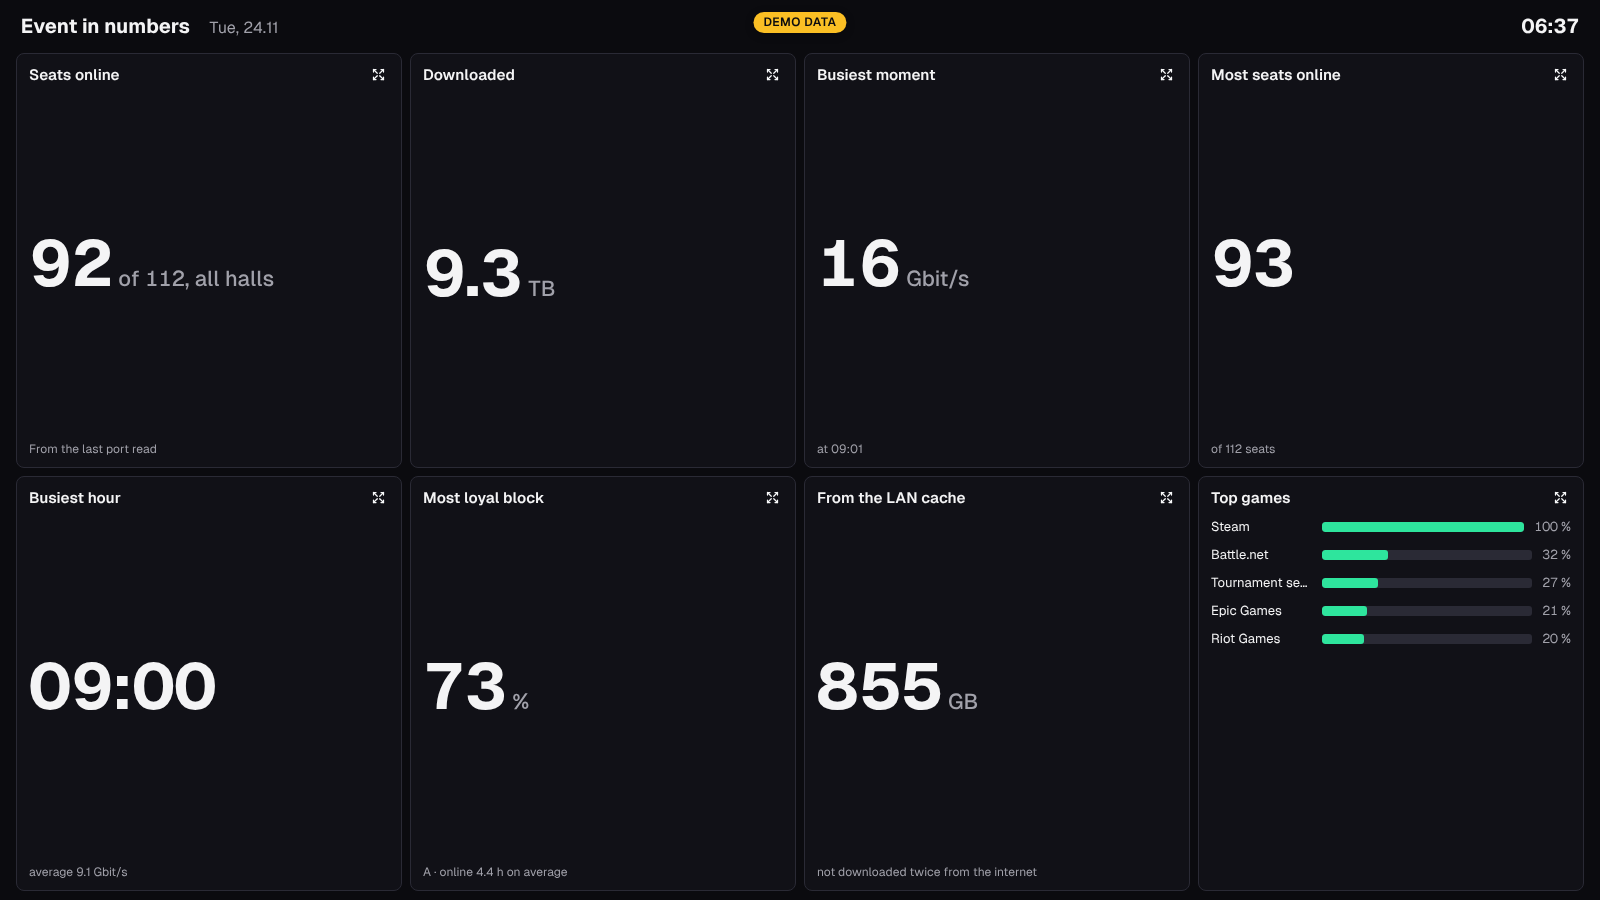 Event in numbers Tue, 24.11 DEMO DATA 06:37
Seats online
92 of 112, all halls
From the last port read
Downloaded
9.3 TB
Busiest moment
16 Gbit/s
at 09:01
Most seats online
93
of 112 seats
Busiest hour
09:00
average 9.1 Gbit/s
Most loyal block
73 %
A · online 4.4 h on average
From the LAN cache
855 GB
not downloaded twice from the internet
Top games
Steam 100 %
Battle.net 32 %
Tournament se… 27 %
Epic Games 21 %
Riot Games 20 %